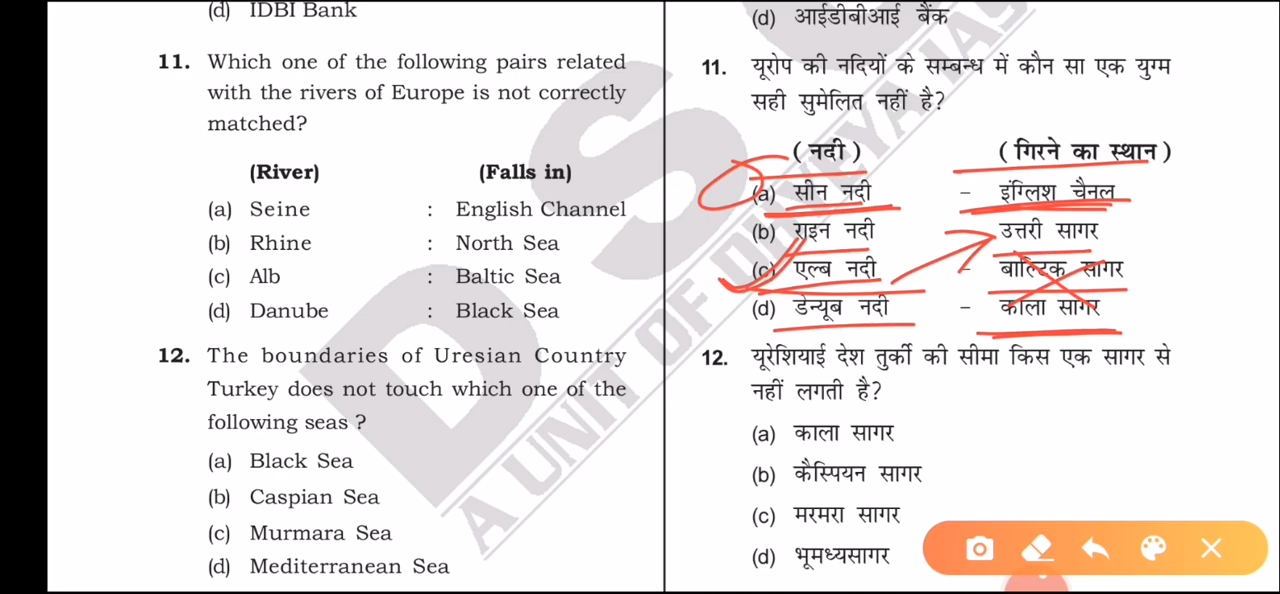 (d) IDBI Bank
11. Which one of the following pairs related
with the rivers of Europe is not correctly
matched?
(River) (Falls in)
(a) Seine : English Channel
(b) Rhine : North Sea
(c) Alb : Baltic Sea
(d) Danube : Black Sea
12. The boundaries of Uresian Country
Turkey does not touch which one of the
following seas ?
(a) Black Sea
(b) Caspian Sea
(c) Murmara Sea
(d) Mediterranean Sea
(d) आईडीबीआई बैंक
11. यूरोप की नदियों के सम्बन्ध में कौन सा एक युग्म
सही सुमेलित नहीं है?
(नदी) (गिरने का स्थान)
(a) सीन नदी - इंग्लिश चैनल
(b) राइन नदी - उत्तरी सागर
(c) एल्ब नदी - बाल्टिक सागर
(d) डेन्यूब नदी - काला सागर
12. यूरेशियाई देश तुर्की की सीमा किस एक सागर से
नहीं लगती है?
(a) काला सागर
(b) कैस्पियन सागर
(c) मरमरा सागर
(d) भूमध्यसागर
D S
A UNIT OF DHYEYA IAS